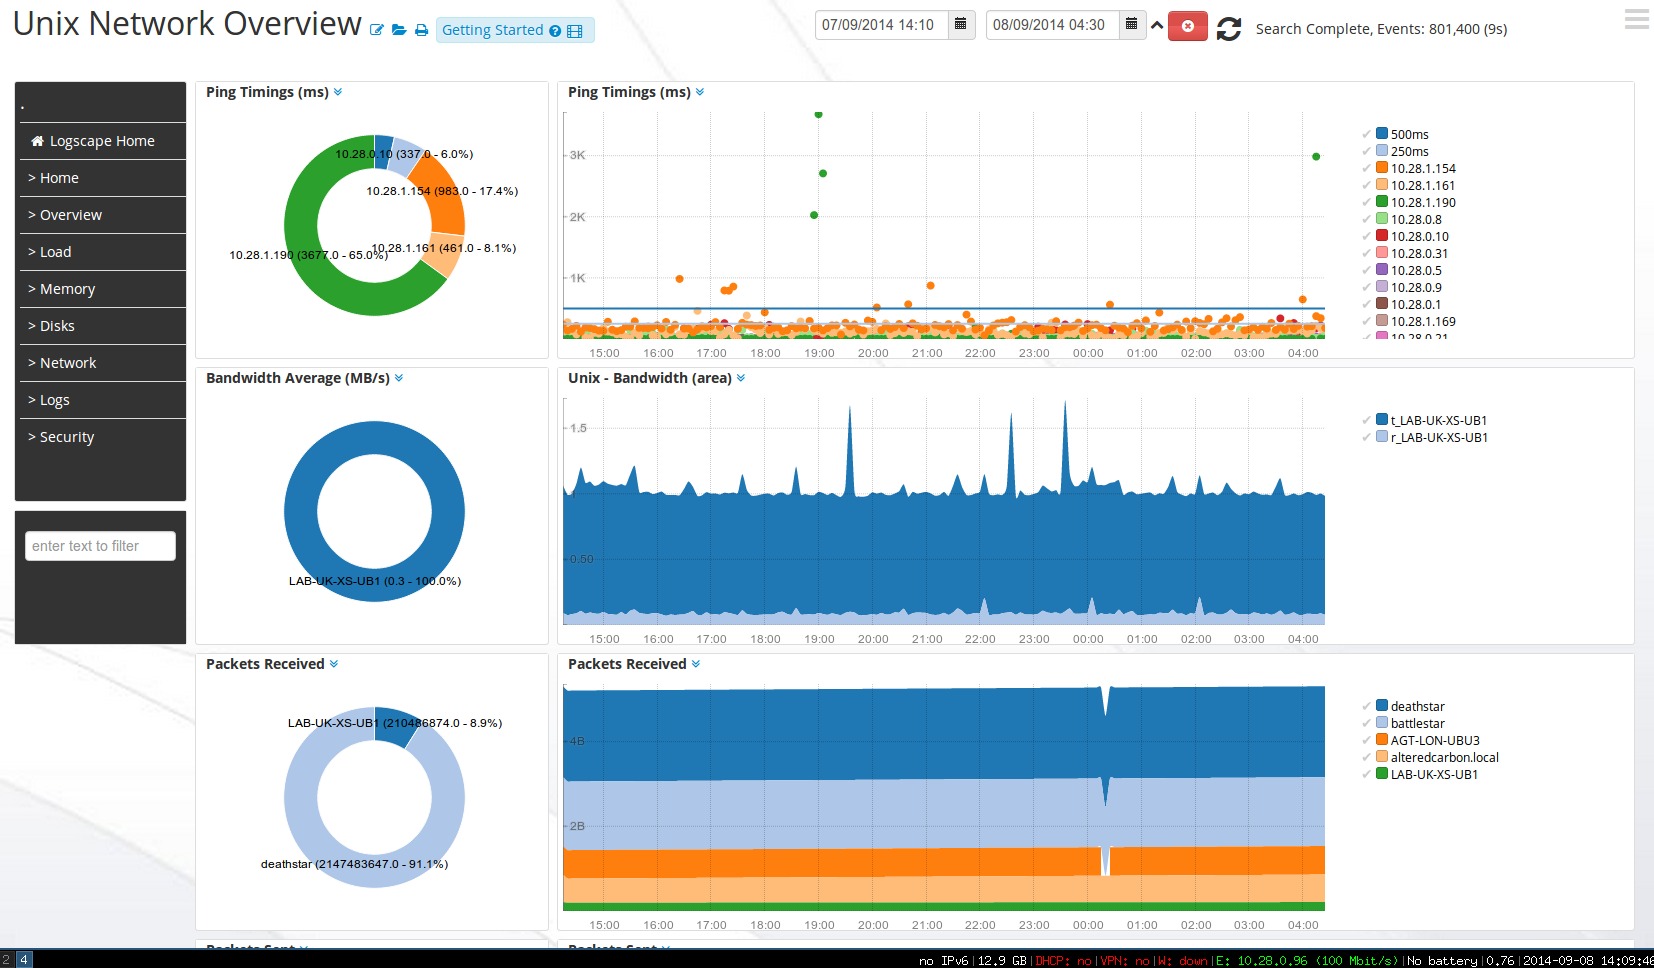 Unix Network Overview
Getting Started
07/09/2014 14:10
08/09/2014 04:30
Search Complete, Events: 801,400 (9s)
.
Logscape Home
> Home
> Overview
> Load
> Memory
> Disks
> Network
> Logs
> Security
enter text to filter
Ping Timings (ms)
10.28.0.10 (337.0 - 6.0%)
10.28.1.154 (983.0 - 17.4%)
10.28.1.161 (461.0 - 8.1%)
10.28.1.190 (3677.0 - 65.0%)
Ping Timings (ms)
3K
2K
1K
15:00 16:00 17:00 18:00 19:00 20:00 21:00 22:00 23:00 00:00 01:00 02:00 03:00 04:00
500ms
250ms
10.28.1.154
10.28.1.161
10.28.1.190
10.28.0.8
10.28.0.10
10.28.0.31
10.28.0.5
10.28.0.9
10.28.0.1
10.28.1.169
10.28.0.21
Bandwidth Average (MB/s)
LAB-UK-XS-UB1 (0.3 - 100.0%)
Unix - Bandwidth (area)
1.5
1
0.50
15:00 16:00 17:00 18:00 19:00 20:00 21:00 22:00 23:00 00:00 01:00 02:00 03:00 04:00
t_LAB-UK-XS-UB1
r_LAB-UK-XS-UB1
Packets Received
LAB-UK-XS-UB1 (210486874.0 - 8.9%)
deathstar (2147483647.0 - 91.1%)
Packets Received
4B
2B
15:00 16:00 17:00 18:00 19:00 20:00 21:00 22:00 23:00 00:00 01:00 02:00 03:00 04:00
deathstar
battlestar
AGT-LON-UBU3
alteredcarbon.local
LAB-UK-XS-UB1
Packets Sent
Packets Sent
2 4
no IPv6|12.9 GB|DHCP: no|VPN: no|W: down|E: 10.28.0.96 (100 Mbit/s)|No battery|0.76|2014-09-08 14:09:46